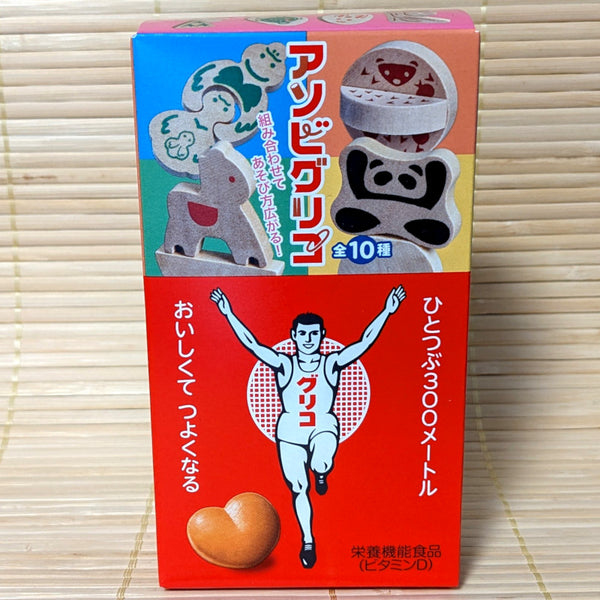 アソビグリコ
組み合わせて
あそび方広がる！
全10種
ひとつぶ300メートル
おいしくて つよくなる
グリコ
栄養機能食品
(ビタミンD)